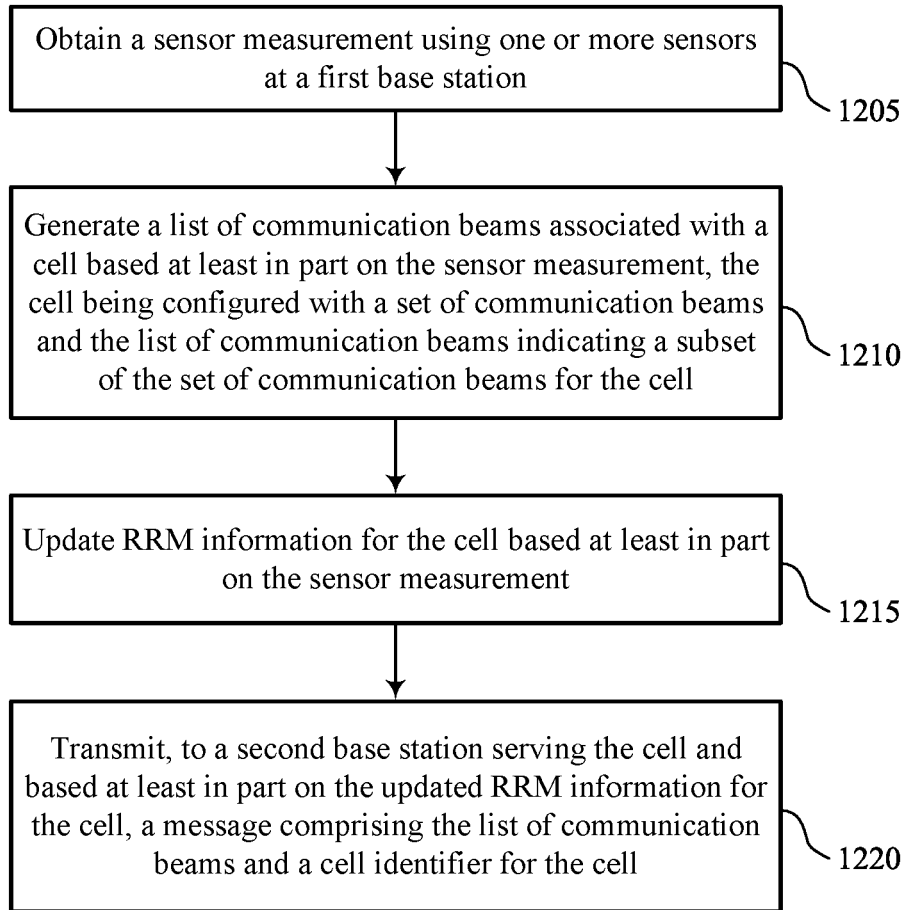 Obtain a sensor measurement using one or more sensors
at a first base station
1205
Generate a list of communication beams associated with a
cell based at least in part on the sensor measurement, the
cell being configured with a set of communication beams
and the list of communication beams indicating a subset
of the set of communication beams for the cell
1210
Update RRM information for the cell based at least in part
on the sensor measurement
1215
Transmit, to a second base station serving the cell and
based at least in part on the updated RRM information for
the cell, a message comprising the list of communication
beams and a cell identifier for the cell
1220